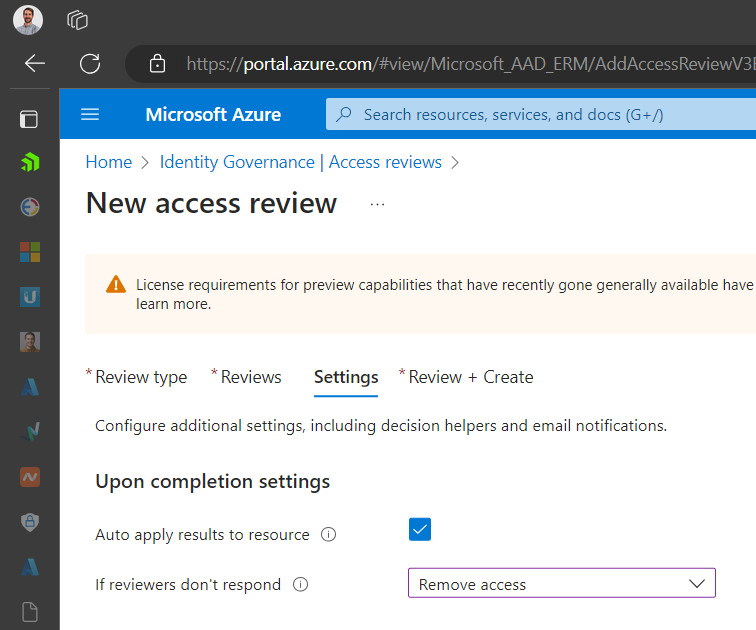 https://portal.azure.com/#view/Microsoft_AAD_ERM/AddAccessReviewV3
Microsoft Azure
Search resources, services, and docs (G+/)
Home > Identity Governance | Access reviews >
New access review ...
License requirements for preview capabilities that have recently gone generally available have
learn more.
* Review type * Reviews Settings * Review + Create
Configure additional settings, including decision helpers and email notifications.
Upon completion settings
Auto apply results to resource
If reviewers don't respond
Remove access